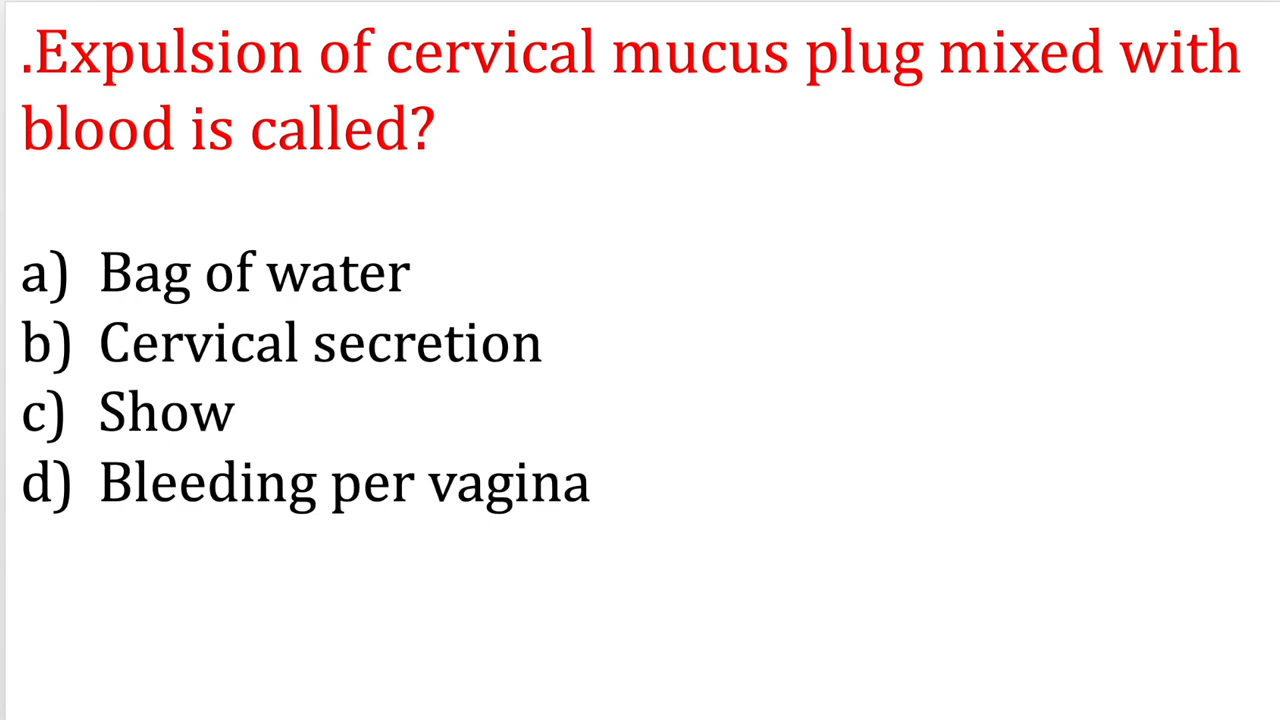 .Expulsion of cervical mucus plug mixed with
blood is called?
a) Bag of water
b) Cervical secretion
c) Show
d) Bleeding per vagina